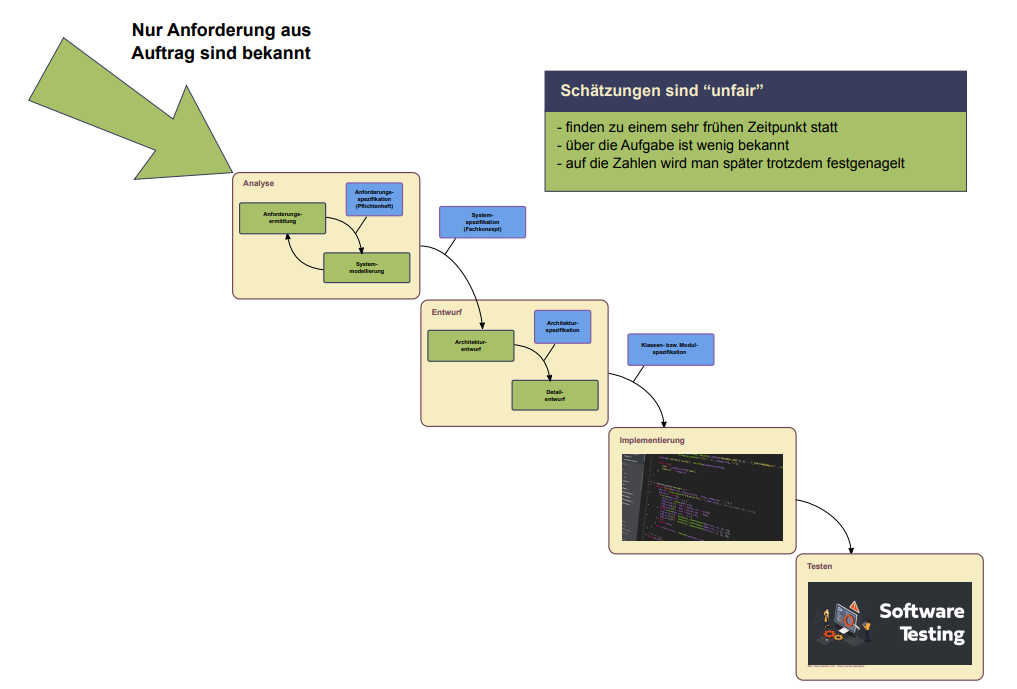 Nur Anforderung aus
Auftrag sind bekannt
Schätzungen sind “unfair”
- finden zu einem sehr frühen Zeitpunkt statt
- über die Aufgabe ist wenig bekannt
- auf die Zahlen wird man später trotzdem festgenagelt
Analyse
Anforderungs-
ermittlung
Anforderungs-
spezifikation
(Pflichtenheft)
System-
modellierung
System-
spezifikation
(Fachkonzept)
Entwurf
Architektur-
entwurf
Architektur-
spezifikation
Detail-
entwurf
Klassen- bzw. Modul-
spezifikation
Implementierung
Testen
Software
Testing